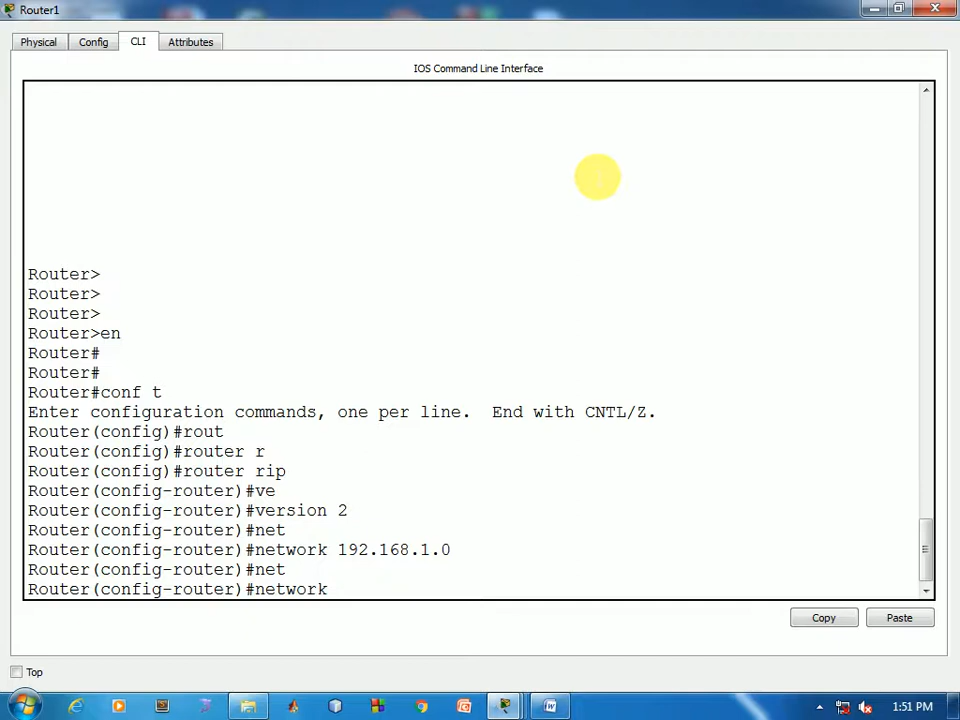 Router1
Physical Config CLI Attributes
IOS Command Line Interface
Router>
Router>
Router>
Router>en
Router#
Router#
Router#conf t
Enter configuration commands, one per line.  End with CNTL/Z.
Router(config)#rout
Router(config)#router r
Router(config)#router rip
Router(config-router)#ve
Router(config-router)#version 2
Router(config-router)#net
Router(config-router)#network 192.168.1.0
Router(config-router)#net
Router(config-router)#network
Copy Paste
Top
1:51 PM